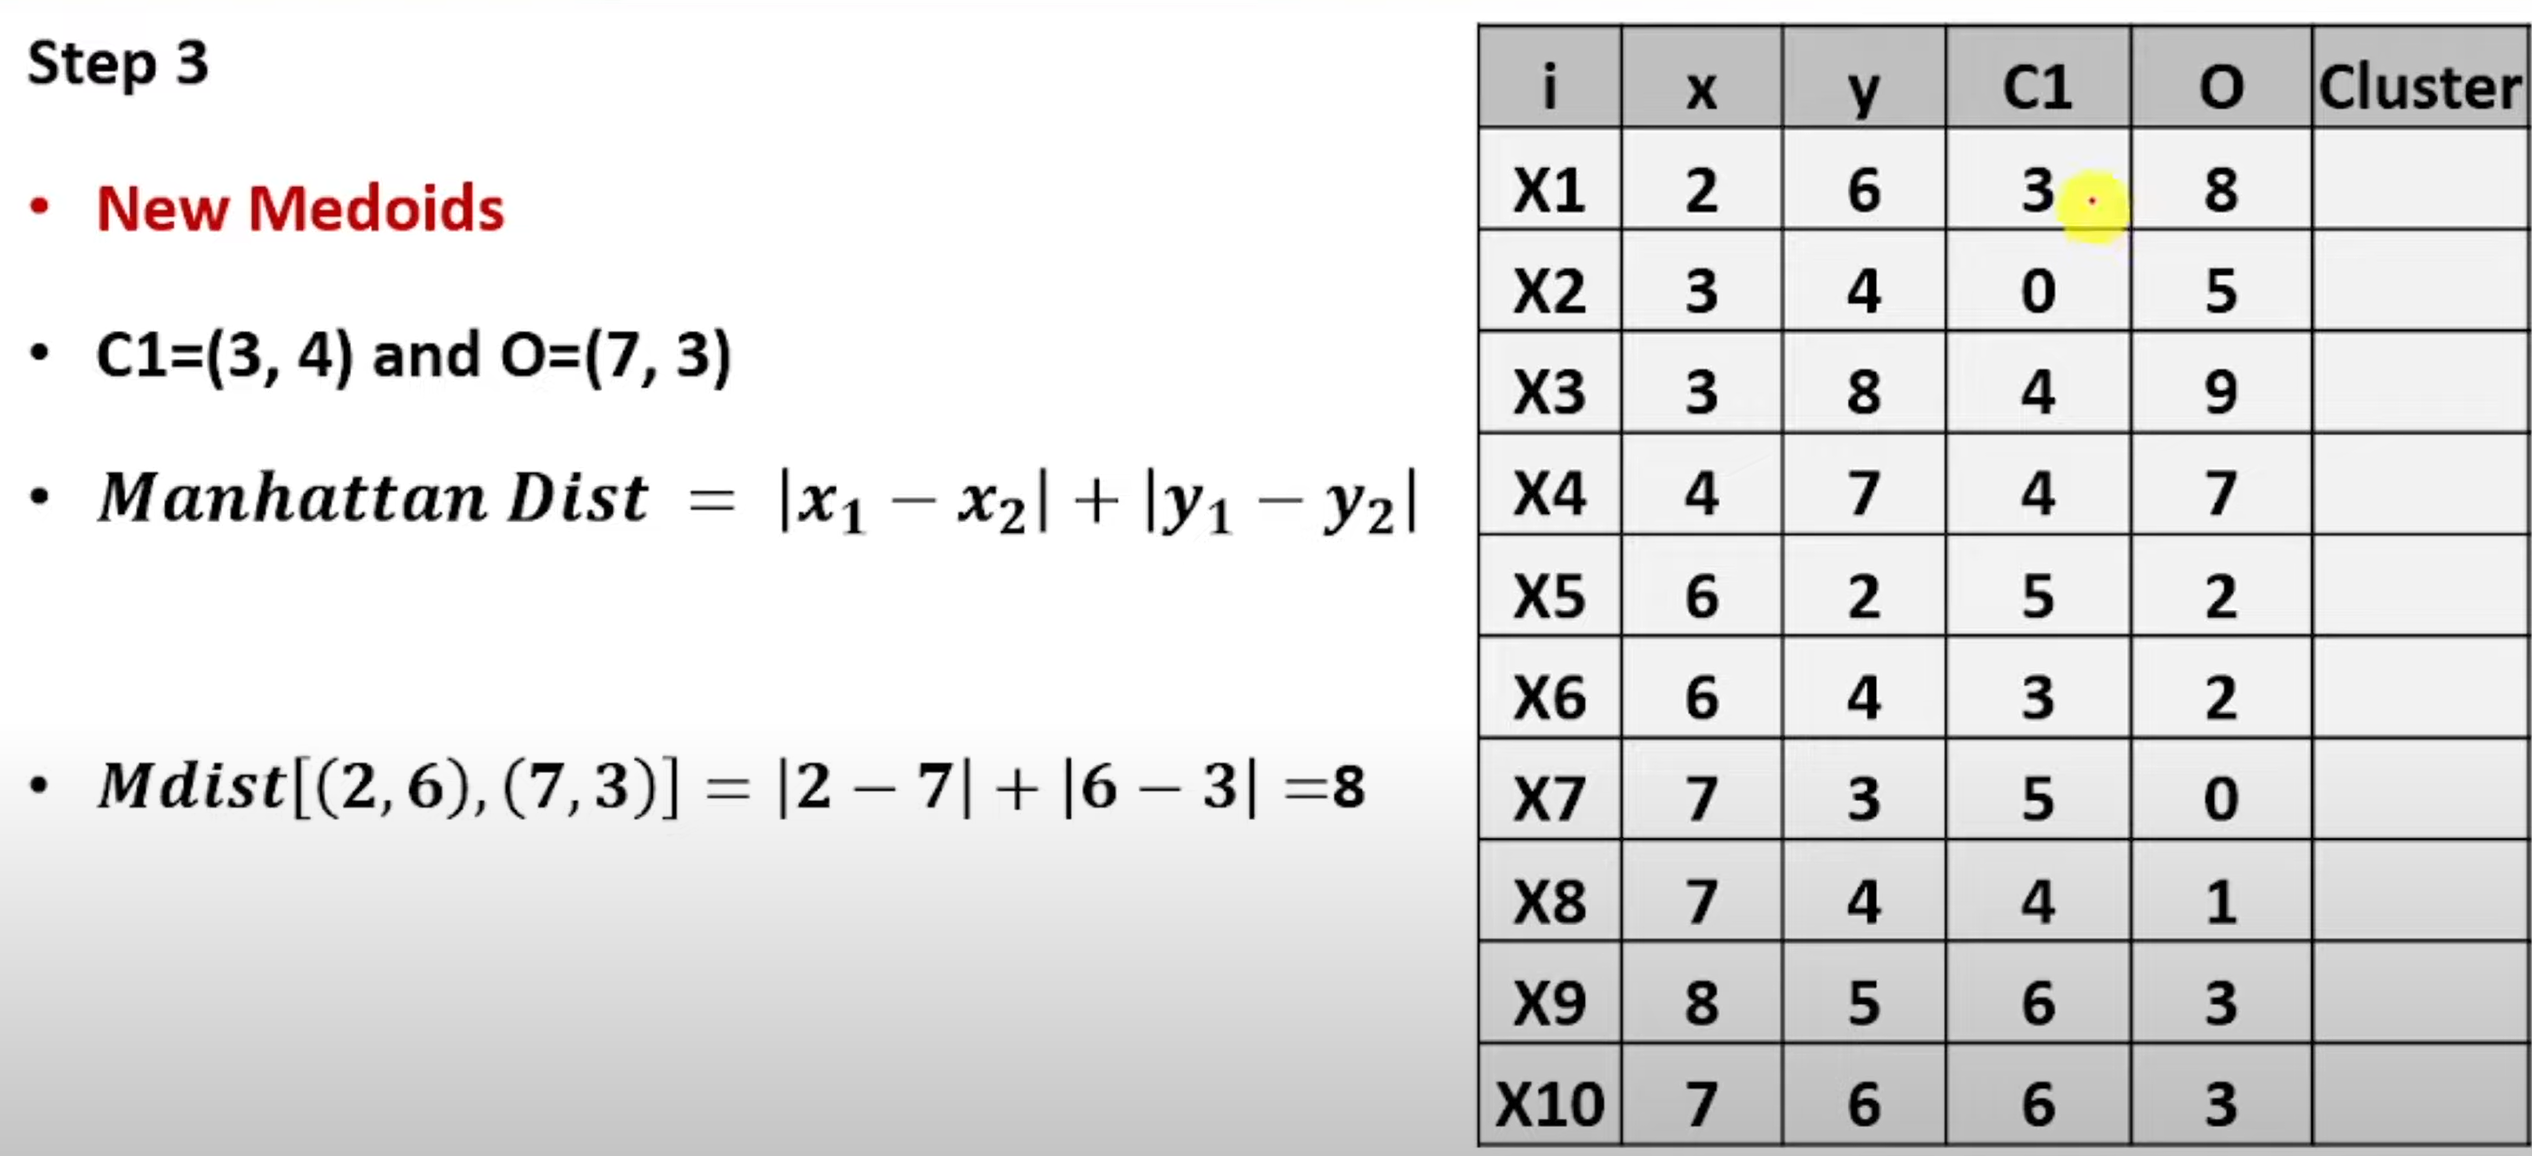 Step 3
• New Medoids
• C1=(3, 4) and O=(7, 3)
• Manhattan Dist = |x₁ − x₂| + |y₁ − y₂|
• Mdist[(2, 6), (7, 3)] = |2 − 7| + |6 − 3| =8
i x y C1 O Cluster
X1 2 6 3 8
X2 3 4 0 5
X3 3 8 4 9
X4 4 7 4 7
X5 6 2 5 2
X6 6 4 3 2
X7 7 3 5 0
X8 7 4 4 1
X9 8 5 6 3
X10 7 6 6 3